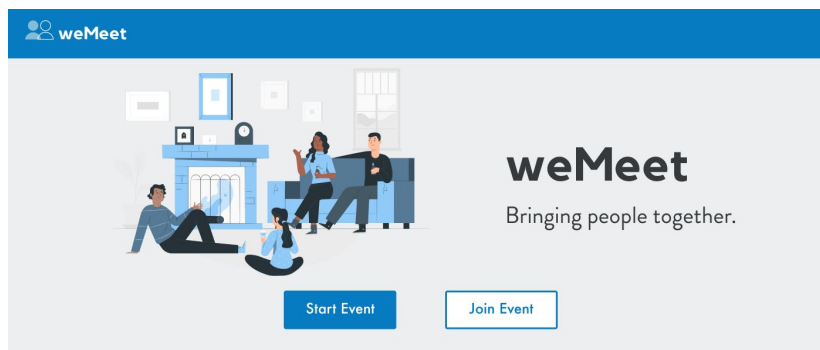 weMeet
weMeet
Bringing people together.
Start Event
Join Event